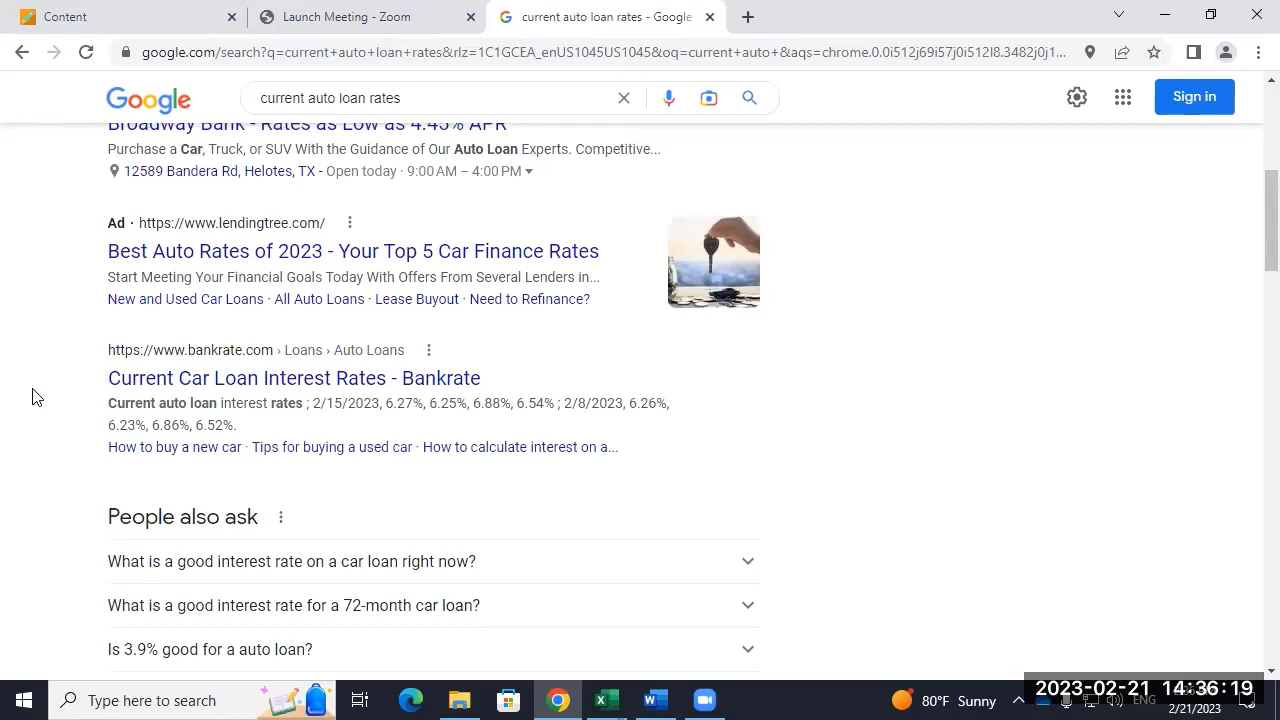 Content
Launch Meeting - Zoom
current auto loan rates - Google
google.com/search?q=current+auto+loan+rates&rlz=1C1GCEA_enUS1045US1045&oq=current+auto+&aqs=chrome.0.0i512j69i57j0i512l8.3482j0j1...
Google
current auto loan rates
Sign in
Broadway Bank - Rates as Low as 4.45% APR
Purchase a Car, Truck, or SUV With the Guidance of Our Auto Loan Experts. Competitive...
12589 Bandera Rd, Helotes, TX - Open today · 9:00 AM – 4:00 PM
Ad · https://www.lendingtree.com/
Best Auto Rates of 2023 - Your Top 5 Car Finance Rates
Start Meeting Your Financial Goals Today With Offers From Several Lenders in...
New and Used Car Loans · All Auto Loans · Lease Buyout · Need to Refinance?
https://www.bankrate.com › Loans › Auto Loans
Current Car Loan Interest Rates - Bankrate
Current auto loan interest rates ; 2/15/2023, 6.27%, 6.25%, 6.88%, 6.54% ; 2/8/2023, 6.26%,
6.23%, 6.86%, 6.52%.
How to buy a new car · Tips for buying a used car · How to calculate interest on a...
People also ask
What is a good interest rate on a car loan right now?
What is a good interest rate for a 72-month car loan?
Is 3.9% good for a auto loan?
Type here to search
80°F Sunny
ENG
2023-02-21 14:36:19
2/21/2023